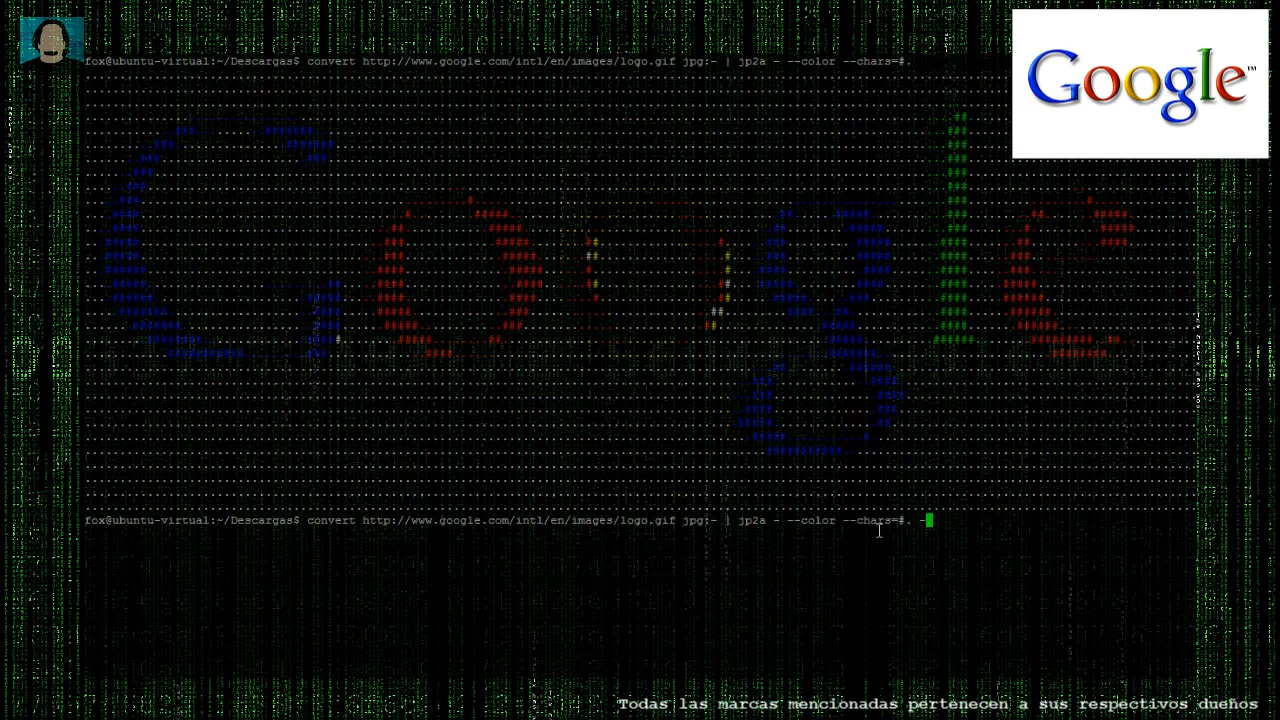 fox@ubuntu-virtual:~/Descargas$ convert http://www.google.com/intl/en/images/logo.gif jpg:- | jp2a - --color --chars=#.
Google™
Google
fox@ubuntu-virtual:~/Descargas$ convert http://www.google.com/intl/en/images/logo.gif jpg:- | jp2a - --color --chars=#. -
Todas las marcas mencionadas pertenecen a sus respectivos dueños